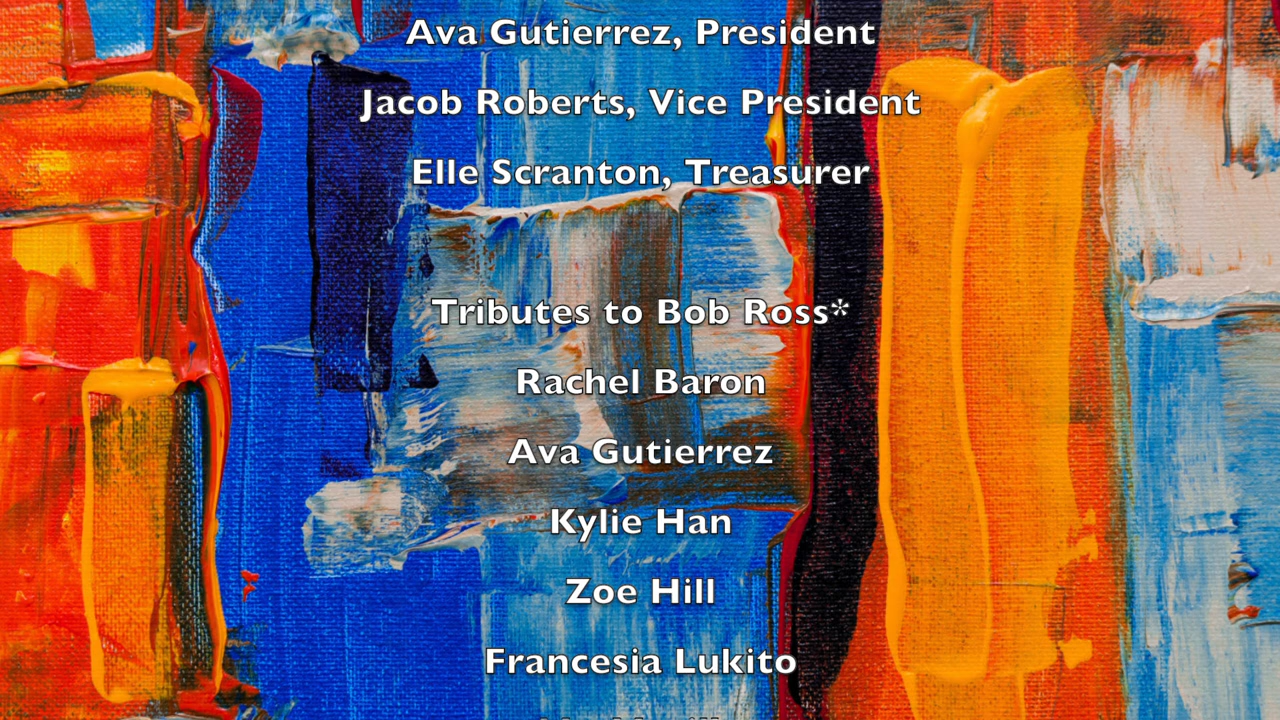 Ava Gutierrez, President
Jacob Roberts, Vice President
Elle Scranton, Treasurer
Tributes to Bob Ross*
Rachel Baron
Ava Gutierrez
Kylie Han
Zoe Hill
Francesia Lukito